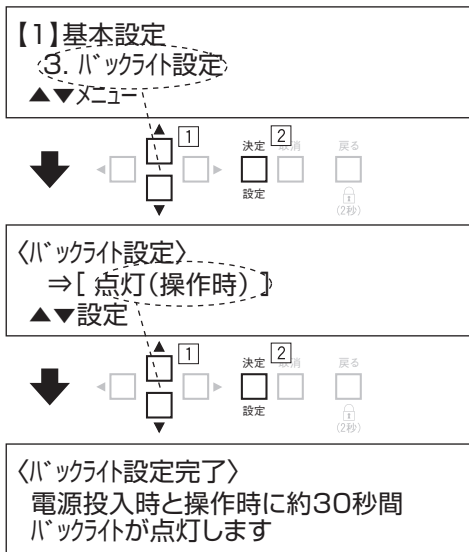 【1】基本設定
3. バックライト設定
▲▼メニュー
▲
1
決定
2
取消
戻る
設定
(2秒)
▼
〈バックライト設定〉
⇒[ 点灯(操作時) ]
▲▼設定
▲
1
決定
2
取消
戻る
設定
(2秒)
▼
〈バックライト設定完了〉
電源投入時と操作時に約30秒間
バックライトが点灯します